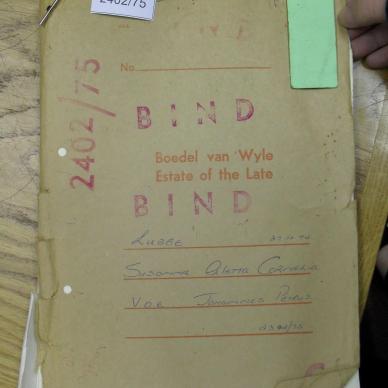 2402/75
No.
2402/75
BIND
Boedel van Wyle
Estate of the Late
BIND
Lubbe
Susanna Aletta Cornelia
V.O.E. Johannes Petrus